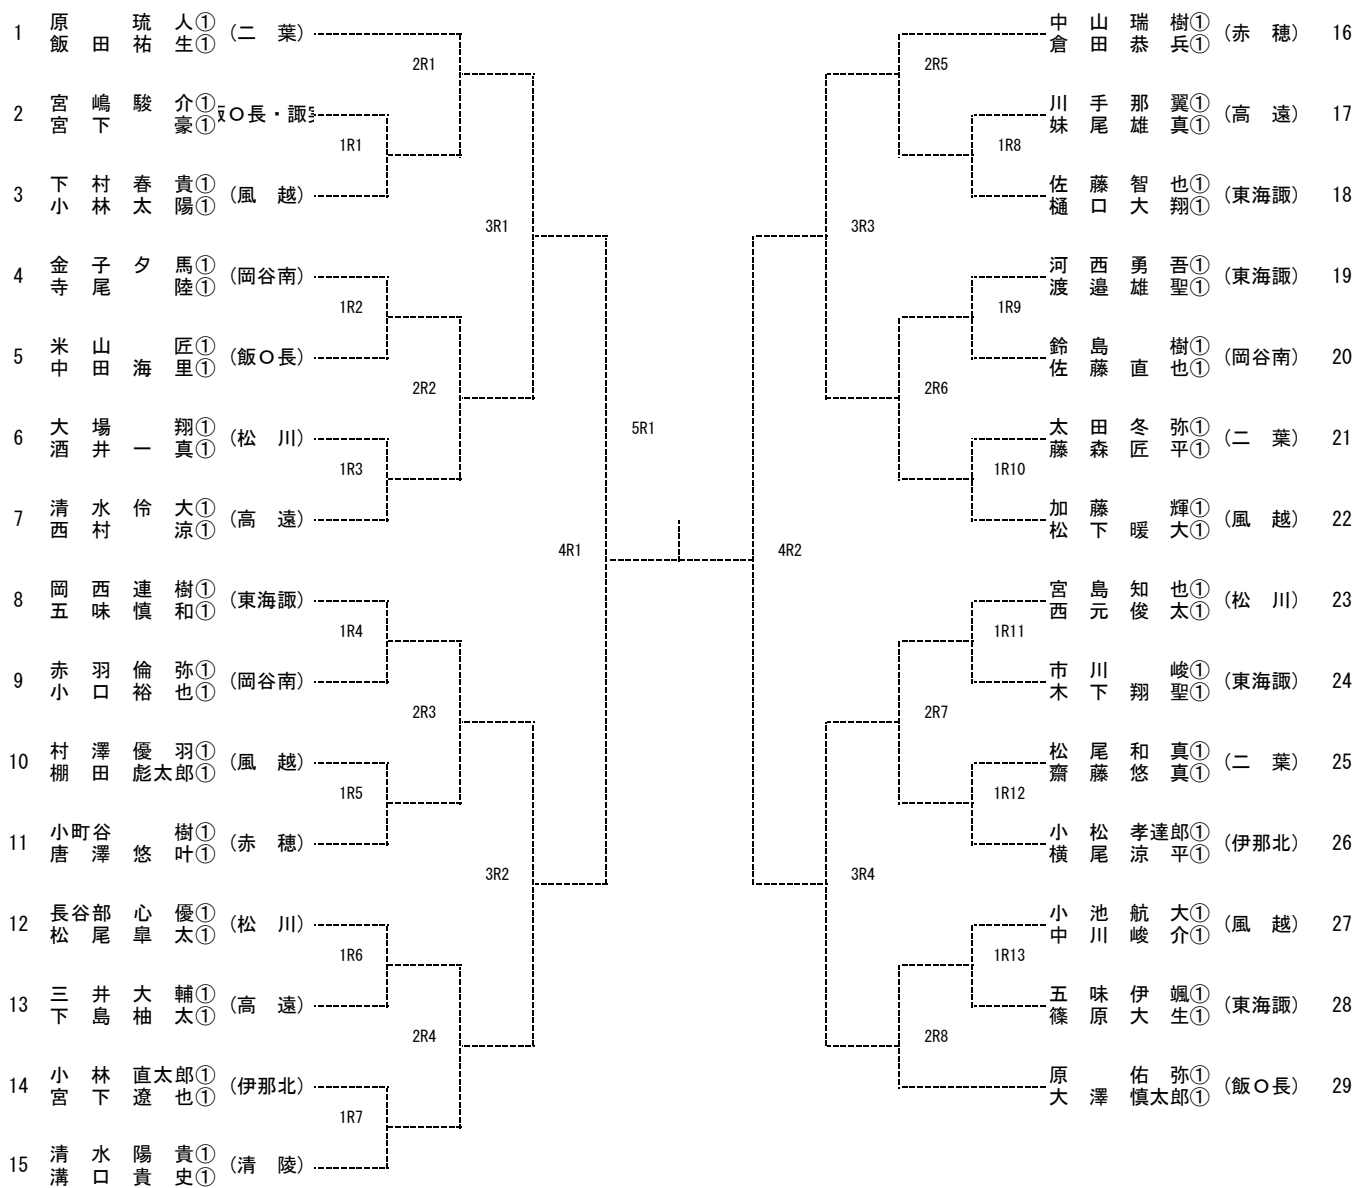 1 原 琉 人① (二 葉)
飯 田 祐 生①
2R1
2 宮 嶋 駿 介① 飯O長・諏実
宮 下 豪①
1R1
3 下 村 春 貴① (風 越)
小 林 太 陽①
3R1
4 金 子 夕 馬① (岡谷南)
寺 尾 陸①
1R2
5 米 山 匠① (飯O長)
中 田 海 里①
2R2
6 大 場 翔① (松 川)
酒 井 一 真①
1R3
7 清 水 伶 大① (高 遠)
西 村 涼①
4R1
8 岡 西 連 樹① (東海諏)
五 味 慎 和①
1R4
9 赤 羽 倫 弥① (岡谷南)
小 口 裕 也①
2R3
10 村 澤 優 羽① (風 越)
棚 田 彪太郎①
1R5
11 小町谷 樹① (赤 穂)
唐 澤 悠 叶①
3R2
12 長谷部 心 優① (松 川)
松 尾 皐 太①
1R6
13 三 井 大 輔① (高 遠)
下 島 柚 太①
2R4
14 小 林 直太郎① (伊那北)
宮 下 遼 也①
1R7
15 清 水 陽 貴① (清 陵)
溝 口 貴 史①
5R1
中 山 瑞 樹① (赤 穂) 16
倉 田 恭 兵①
2R5
川 手 那 翼① (高 遠) 17
妹 尾 雄 真①
1R8
佐 藤 智 也① (東海諏) 18
樋 口 大 翔①
3R3
河 西 勇 吾① (東海諏) 19
渡 邉 雄 聖①
1R9
鈴 島 樹① (岡谷南) 20
佐 藤 直 也①
2R6
太 田 冬 弥① (二 葉) 21
藤 森 匠 平①
1R10
加 藤 輝① (風 越) 22
松 下 暖 大①
4R2
宮 島 知 也① (松 川) 23
西 元 俊 太①
1R11
市 川 峻① (東海諏) 24
木 下 翔 聖①
2R7
松 尾 和 真① (二 葉) 25
齋 藤 悠 真①
1R12
小 松 孝達郎① (伊那北) 26
横 尾 涼 平①
3R4
小 池 航 大① (風 越) 27
中 川 峻 介①
1R13
五 味 伊 颯① (東海諏) 28
篠 原 大 生①
2R8
原 佑 弥① (飯O長) 29
大 澤 慎太郎①